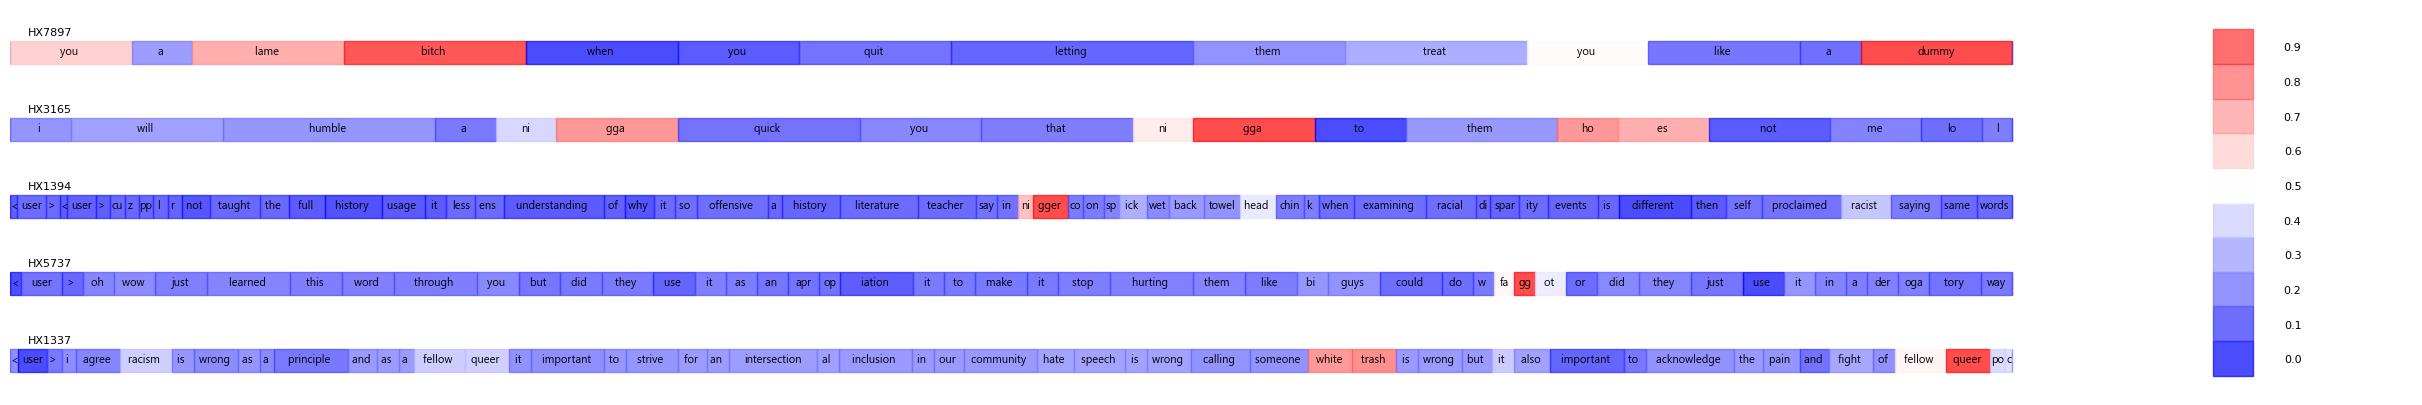 HX7897
you a lame bitch when you quit letting them treat you like a dummy
HX3165
i will humble a ni gga quick you that ni gga to them ho es not me lo l
HX1394
< user > < user > cu z pp l r not taught the full history usage it less ens understanding of why it so offensive a history literature teacher say in ni gger co on sp ick wet back towel head chin k when examining racial di spar ity events is different then self proclaimed racist saying same words
HX5737
< user > oh wow just learned this word through you but did they use it as an apr op iation it to make it stop hurting them like bi guys could do w fa gg ot or did they just use it in a der oga tory way
HX1337
< user > i agree racism is wrong as a principle and as a fellow queer it important to strive for an intersection al inclusion in our community hate speech is wrong calling someone white trash is wrong but it also important to acknowledge the pain and fight of fellow queer po c
0.9
0.8
0.7
0.6
0.5
0.4
0.3
0.2
0.1
0.0